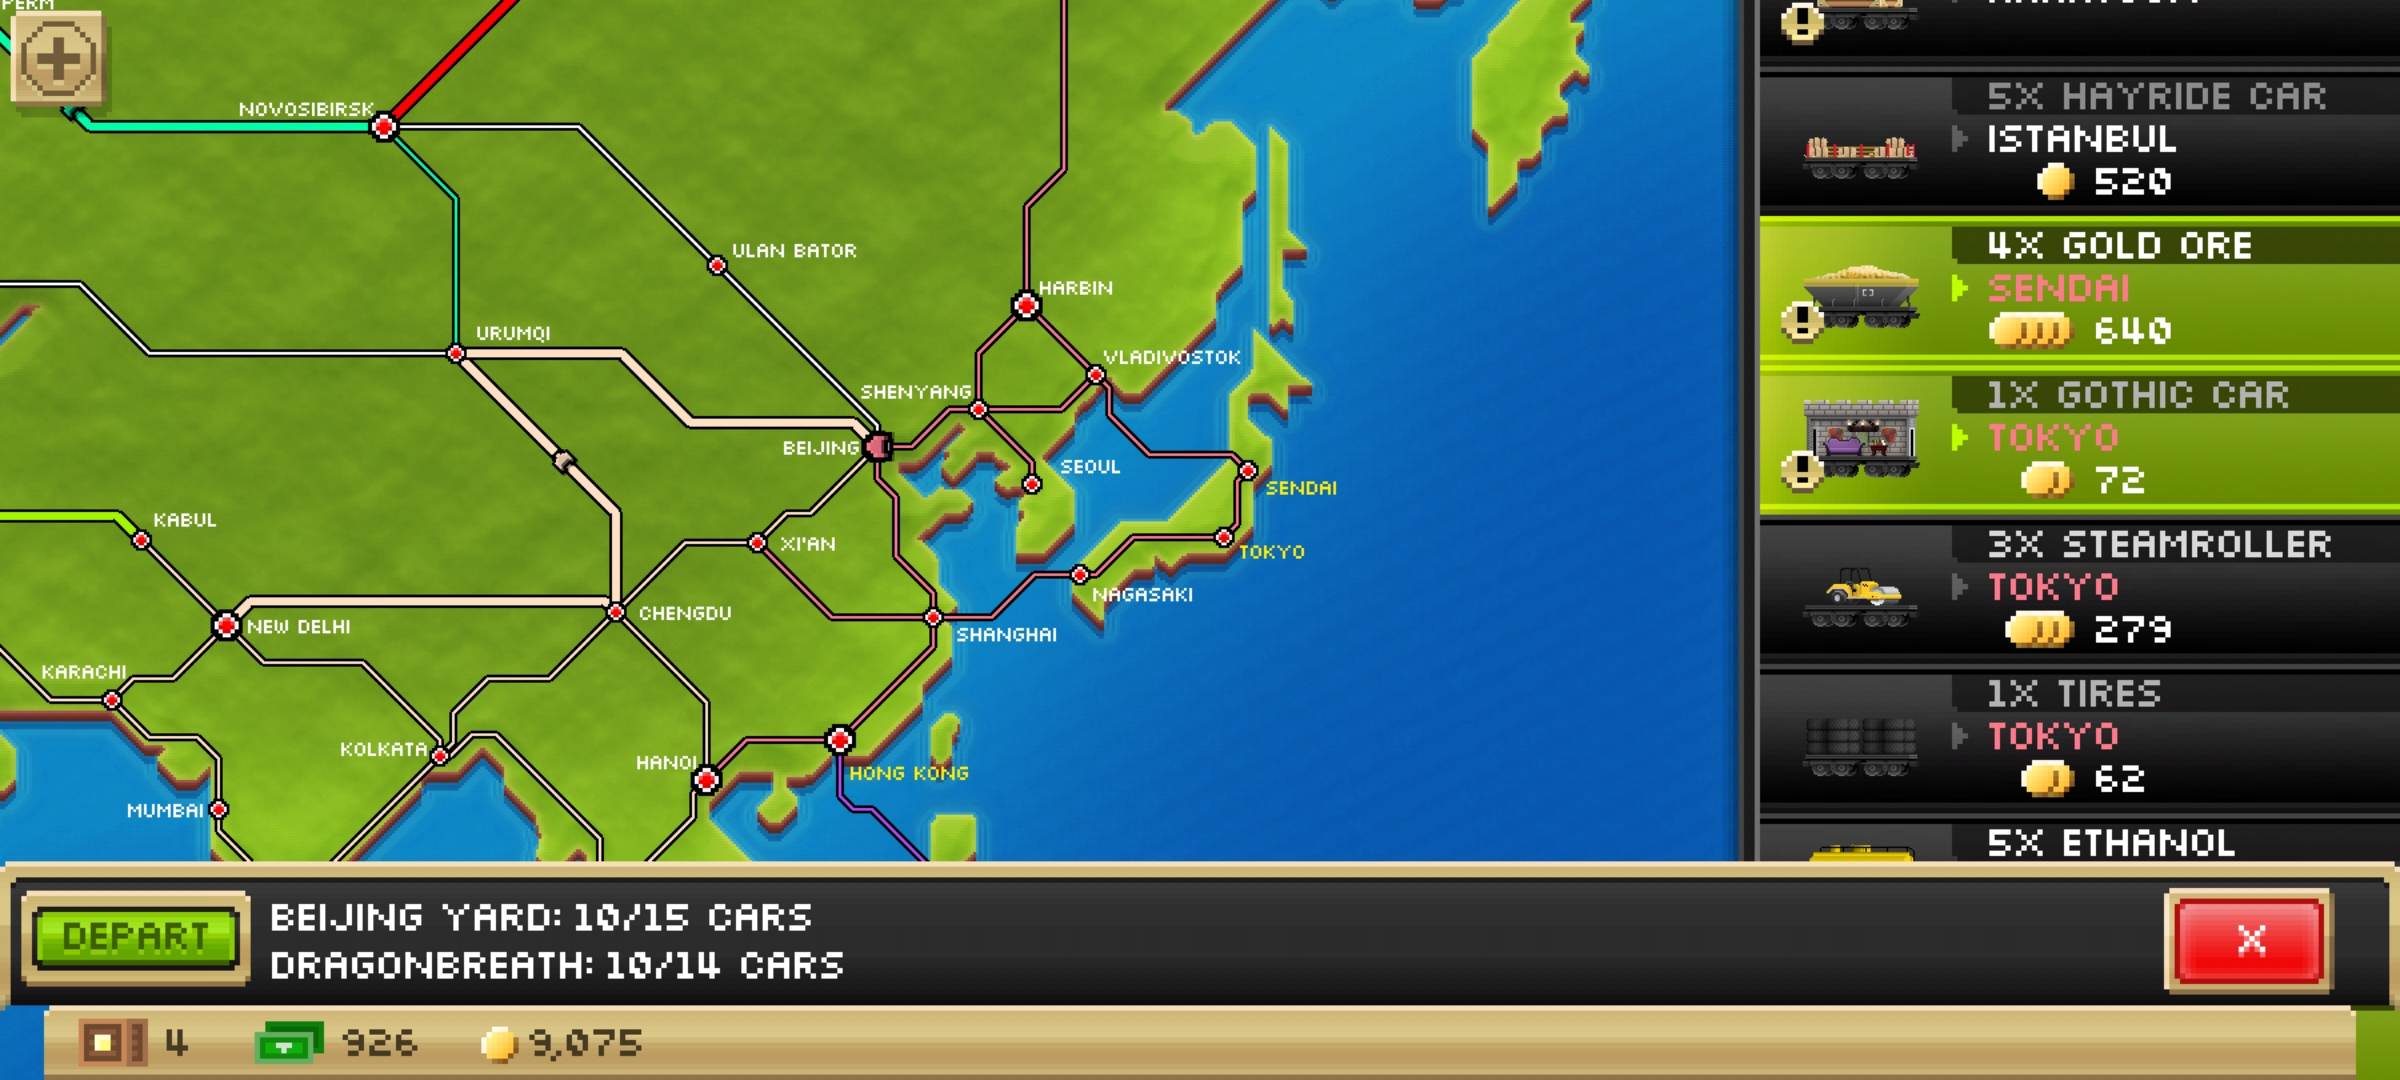 PERM
NOVOSIBIRSK
ULAN BATOR
HARBIN
URUMQI
VLADIVOSTOK
SHENYANG
BEIJING
SEOUL
SENDAI
KABUL
XI'AN
TOKYO
NAGASAKI
CHENGDU
NEW DELHI
SHANGHAI
KARACHI
KOLKATA
HANOI
HONG KONG
MUMBAI
5X HAYRIDE CAR
ISTANBUL
520
4X GOLD ORE
SENDAI
640
1X GOTHIC CAR
TOKYO
72
3X STEAMROLLER
TOKYO
279
1X TIRES
TOKYO
62
5X ETHANOL
DEPART
BEIJING YARD: 10/15 CARS
DRAGONBREATH: 10/14 CARS
X
4
926
9,075